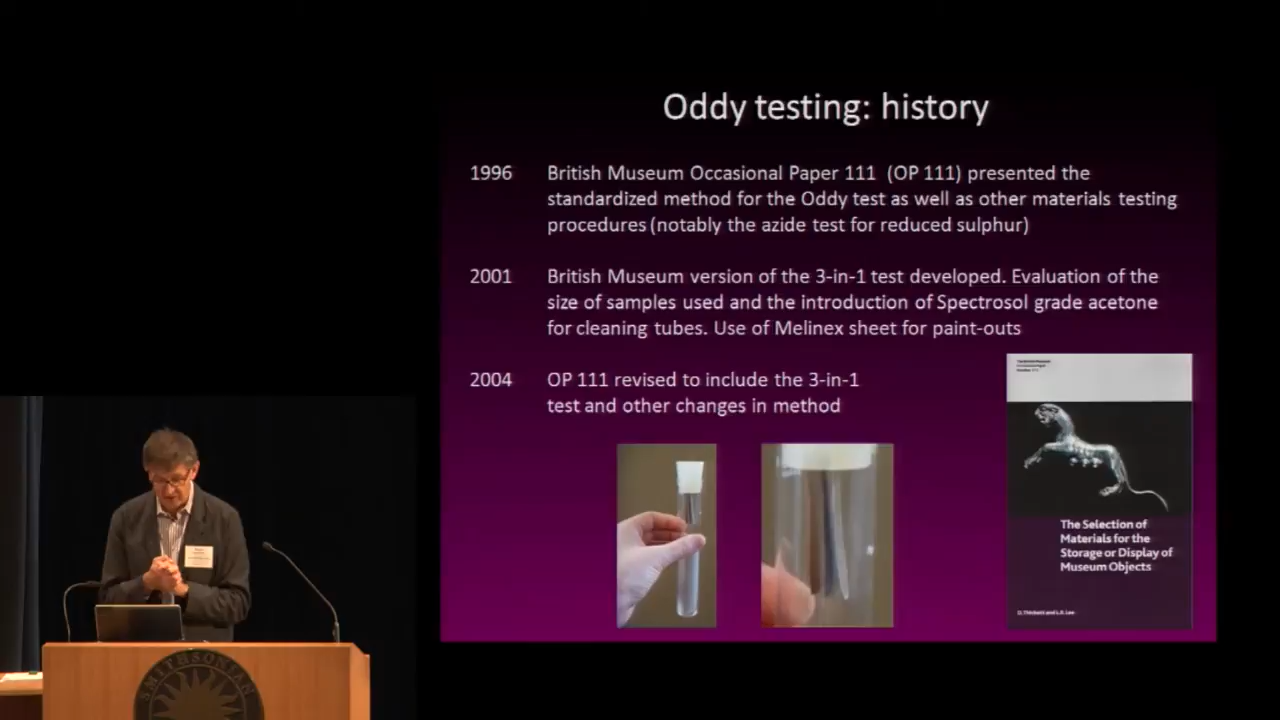 Oddy testing: history
1996 British Museum Occasional Paper 111 (OP 111) presented the
standardized method for the Oddy test as well as other materials testing
procedures (notably the azide test for reduced sulphur)
2001 British Museum version of the 3-in-1 test developed. Evaluation of the
size of samples used and the introduction of Spectrosol grade acetone
for cleaning tubes. Use of Melinex sheet for paint-outs
2004 OP 111 revised to include the 3-in-1
test and other changes in method
The Selection of
Materials for the
Storage or Display of
Museum Objects
SMITHSONIAN